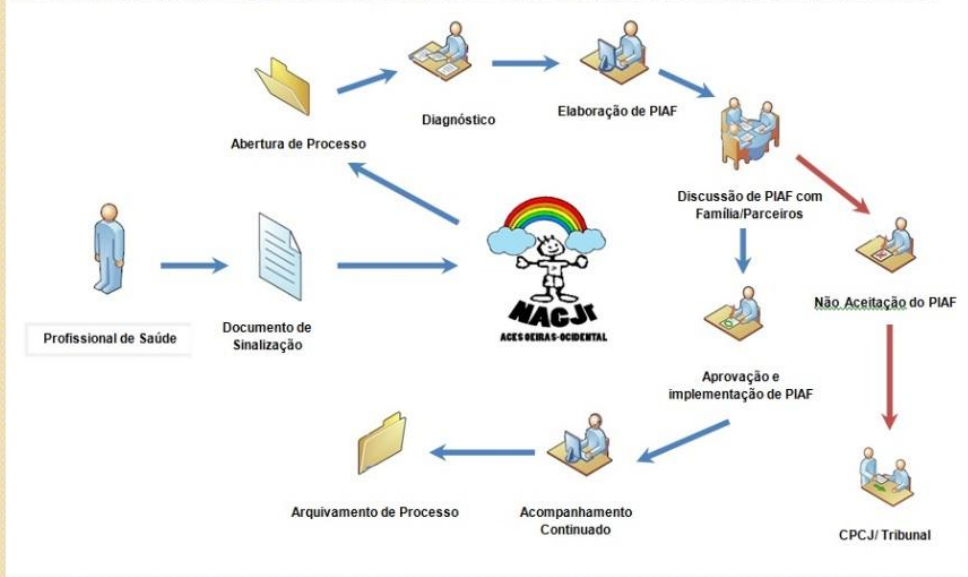 Diagnóstico
Elaboração de PIAF
Abertura de Processo
Discussão de PIAF com
Família/Parceiros
Não Aceitação do PIAF
Profissional de Saúde
Documento de
Sinalização
NACJr
ACES OEIRAS-OCIDENTAL
Aprovação e
implementação de PIAF
Arquivamento de Processo
Acompanhamento
Continuado
CPCJ/ Tribunal